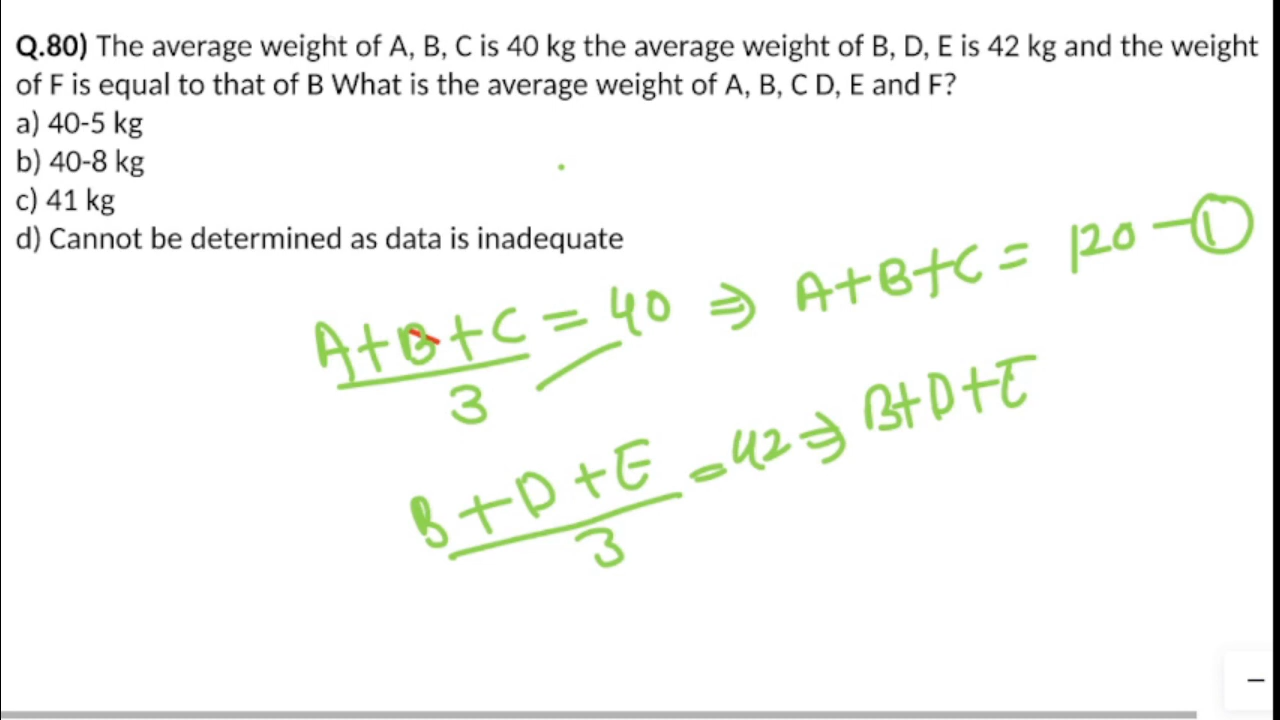 Q.80) The average weight of A, B, C is 40 kg the average weight of B, D, E is 42 kg and the weight
of F is equal to that of B What is the average weight of A, B, C D, E and F?
a) 40-5 kg
b) 40-8 kg
c) 41 kg
d) Cannot be determined as data is inadequate
A+B+C = 40 ⇒ A+B+C = 120 — ①
3
B+D+E = 42 ⇒ B+D+E
3